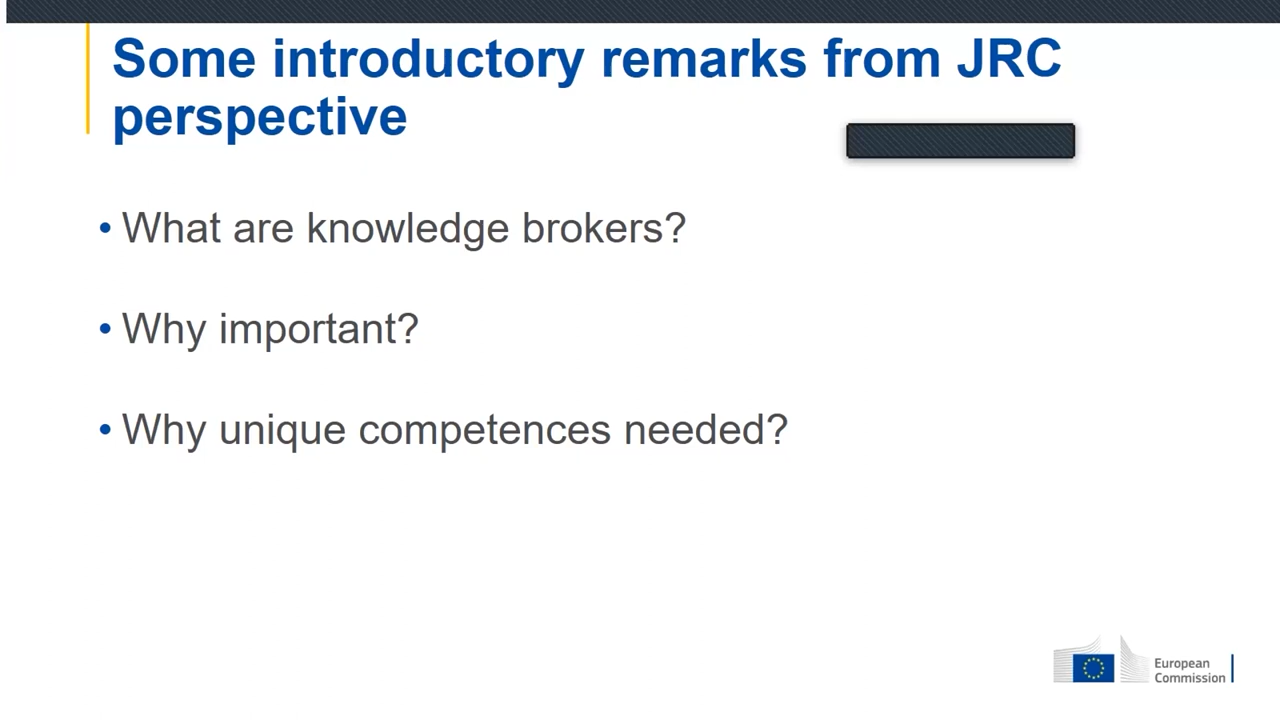 Some introductory remarks from JRC
perspective
• What are knowledge brokers?
• Why important?
• Why unique competences needed?
European
Commission